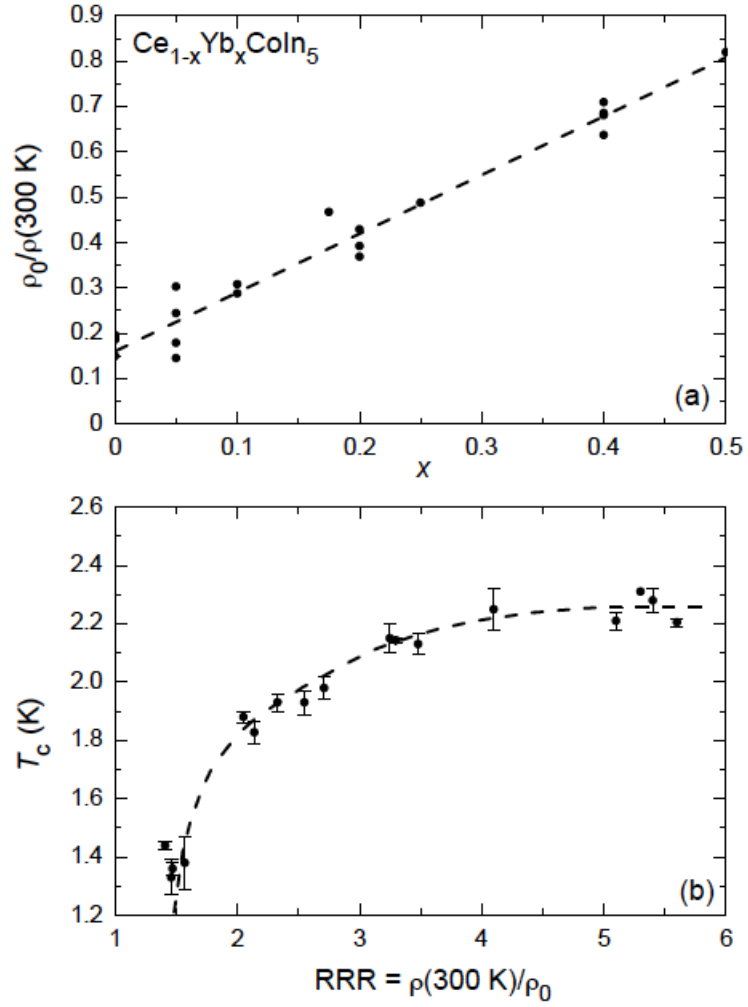 0.9
0.8
0.7
0.6
0.5
0.4
0.3
0.2
0.1
0
ρ₀/ρ(300 K)
Ce₁₋ₓYbₓCoIn₅
(a)
0 0.1 0.2 0.3 0.4 0.5
x
2.6
2.4
2.2
2.0
1.8
1.6
1.4
1.2
T_c (K)
(b)
1 2 3 4 5 6
RRR = ρ(300 K)/ρ₀